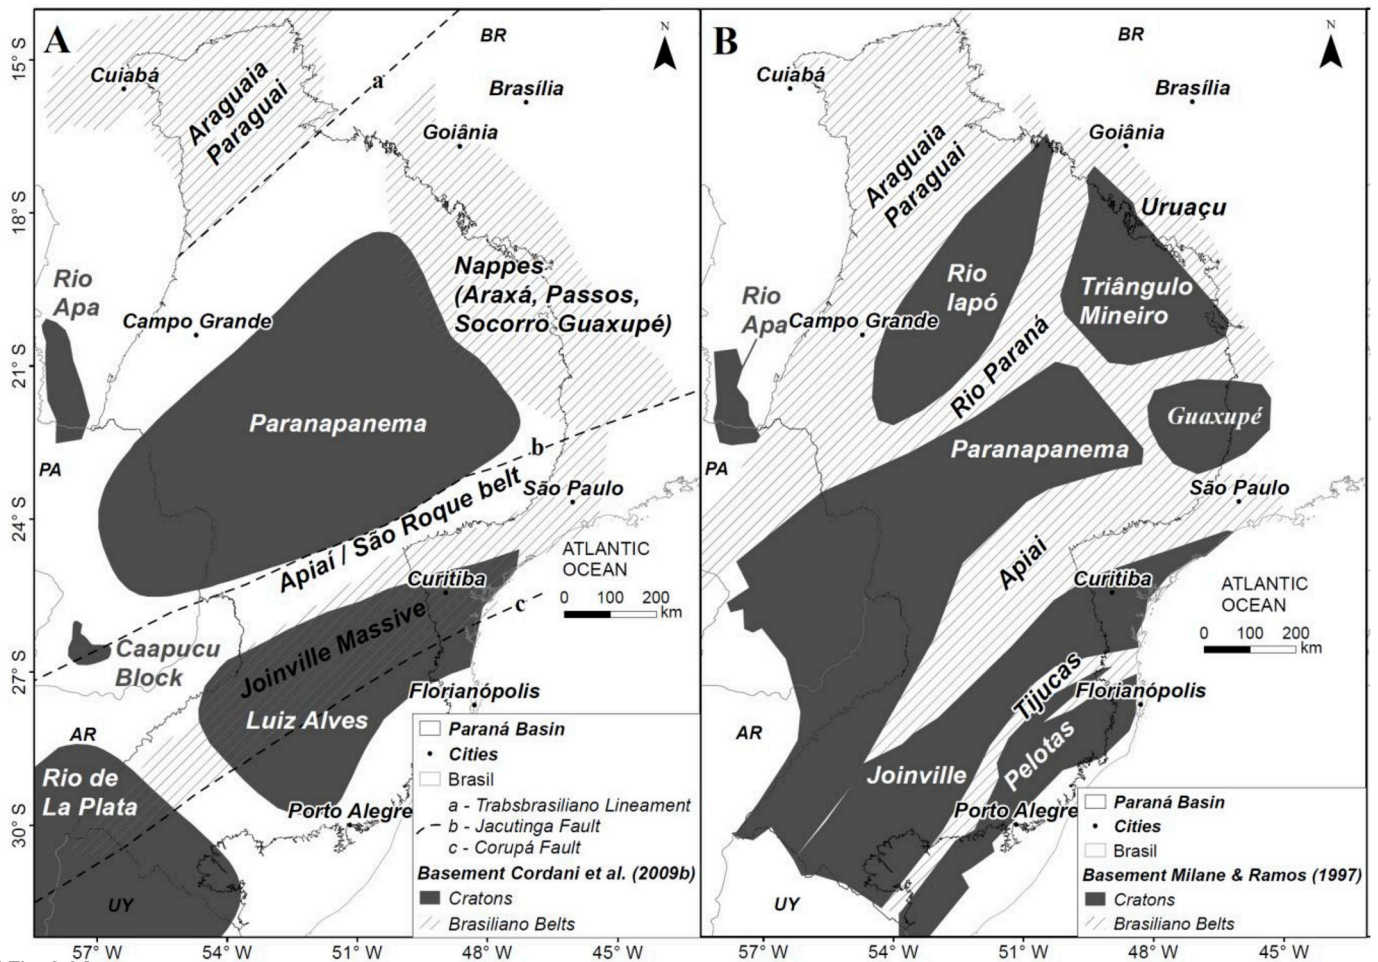 A
N
BR
15° S
Cuiabá
a
Brasília
Araguaia
Paraguai
Goiânia
18° S
Nappes
(Araxá, Passos,
Socorro Guaxupé)
Rio
Apa
Campo Grande
21° S
Paranapanema
b
PA
São Paulo
24° S
Apiaí / São Roque belt
ATLANTIC
OCEAN
Curitiba
0 100 200
km
c
Joinville Massive
Caapucu
Block
27° S
Florianópolis
Luiz Alves
AR
Rio de
La Plata
Porto Alegre
30° S
UY
Paraná Basin
Cities
Brasil
a - Trabsbrasiliano Lineament
b - Jacutinga Fault
c - Corupá Fault
Basement Cordani et al. (2009b)
Cratons
Brasiliano Belts
57° W 54° W 51° W 48° W 45° W
B
N
BR
Cuiabá
Brasília
Goiânia
Araguaia
Paraguai
Uruaçu
Rio
Iapó
Triângulo
Mineiro
Rio
Apa
Campo Grande
Rio Paraná
Guaxupé
Paranapanema
PA
São Paulo
Apiai
Curitiba
ATLANTIC
OCEAN
0 100 200
km
Tijucas
Florianópolis
AR
Pelotas
Joinville
Porto Alegre
UY
Paraná Basin
Cities
Brasil
Basement Milane & Ramos (1997)
Cratons
Brasiliano Belts
57° W 54° W 51° W 48° W 45° W